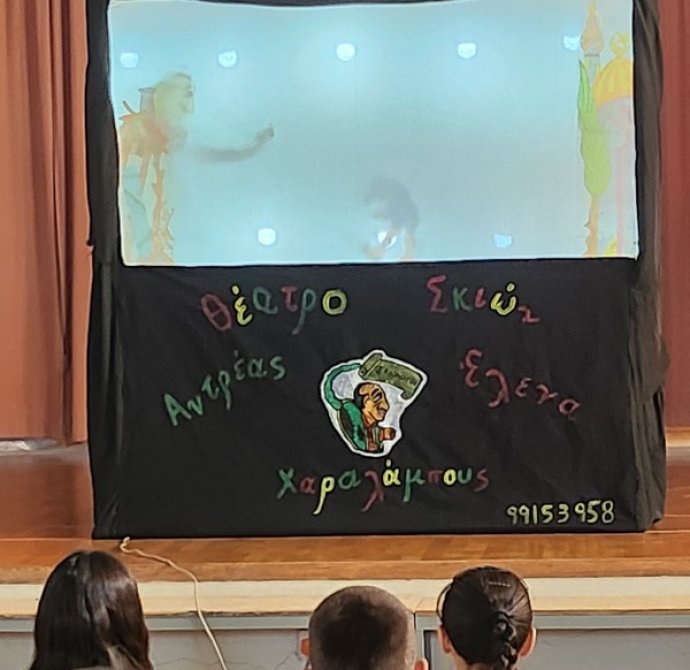 Θέατρο Σκιών
Αντρέας Έλενα
Χαραλάμπους
99153958